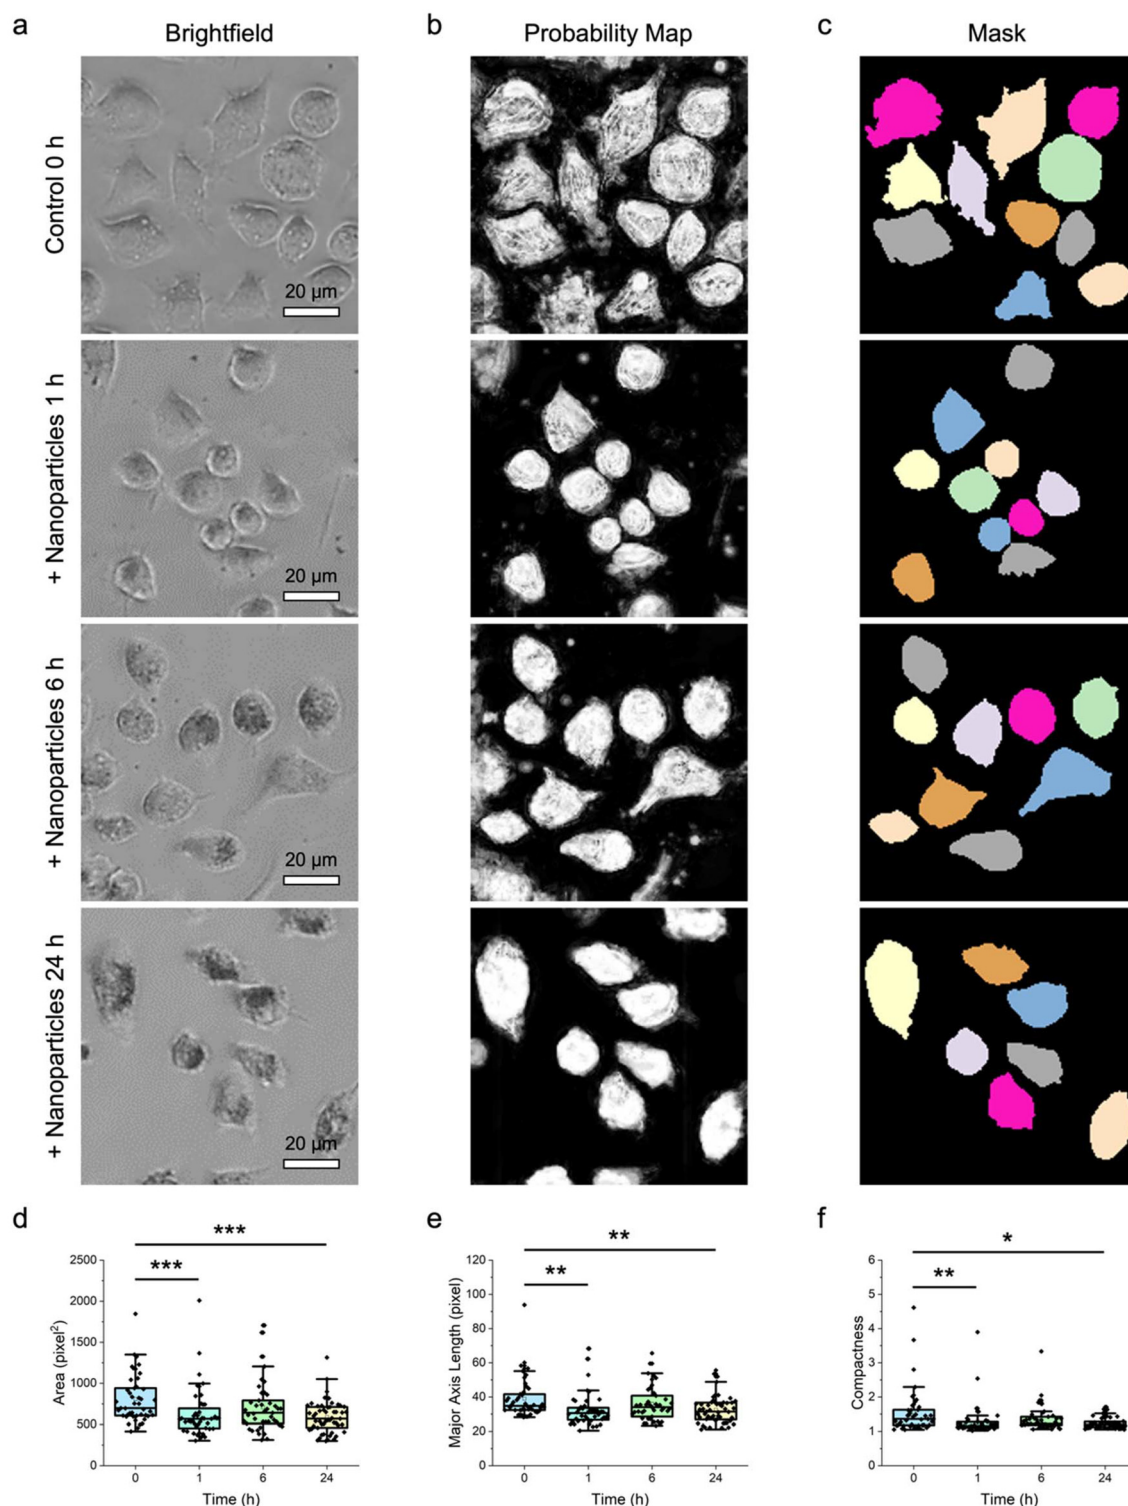 a
Brightfield
b
Probability Map
c
Mask
Control 0 h
20 µm
+ Nanoparticles 1 h
20 µm
+ Nanoparticles 6 h
20 µm
+ Nanoparticles 24 h
20 µm
d
***
***
2500
2000
1500
1000
500
0
Area (pixel²)
0 1 6 24
Time (h)
e
**
**
120
100
80
60
40
20
0
Major Axis Length (pixel)
0 1 6 24
Time (h)
f
*
**
6
5
4
3
2
1
0
Compactness
0 1 6 24
Time (h)